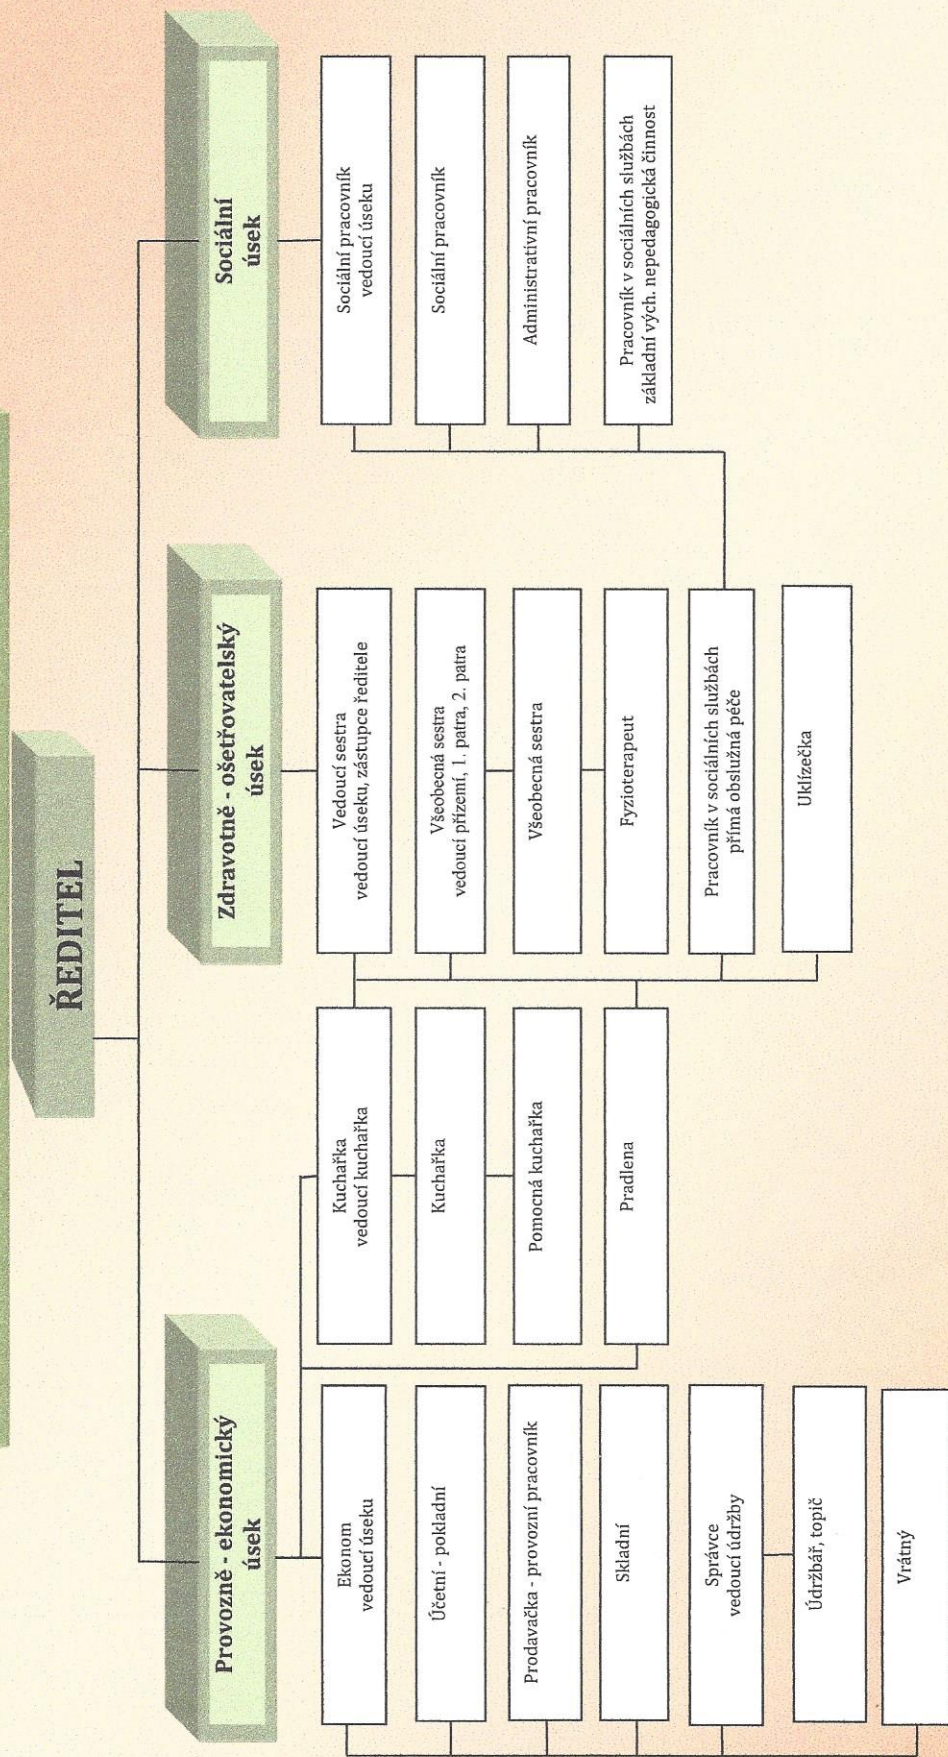 ŘEDITEL
Provozně - ekonomický
úsek
Zdravotně - ošetřovatelský
úsek
Sociální
úsek
Ekonom
vedoucí úseku
Účetní - pokladní
Prodavačka - provozní pracovník
Skladní
Správce
vedoucí údržby
Údržbář, topič
Vrátný
Kuchařka
vedoucí kuchařka
Kuchařka
Pomocná kuchařka
Pradlena
Vedoucí sestra
vedoucí úseku, zástupce ředitele
Všeobecná sestra
vedoucí přízemí, 1. patra, 2. patra
Všeobecná sestra
Fyzioterapeut
Pracovník v sociálních službách
přímá obslužná péče
Uklízečka
Sociální pracovník
vedoucí úseku
Sociální pracovník
Administrativní pracovník
Pracovník v sociálních službách
základní vých. nepedagogická činnost